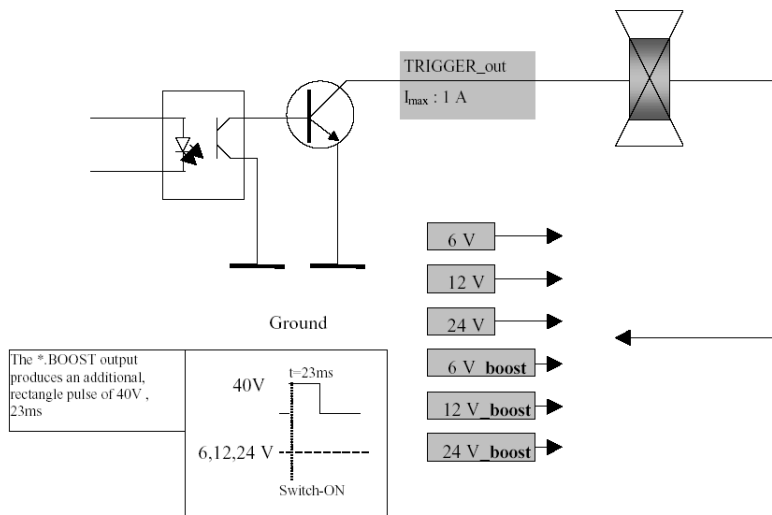 TRIGGER_out
Imax : 1 A
6 V
12 V
24 V
6 V_boost
12 V_boost
24 V_boost
Ground
The *.BOOST output
produces an additional,
rectangle pulse of 40V ,
23ms
t=23ms
40V
6,12,24 V
Switch-ON